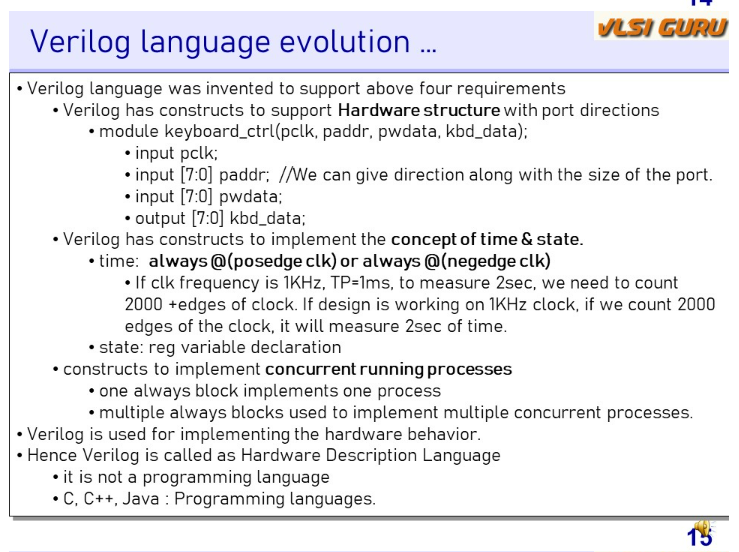 14
VLSI GURU
Verilog language evolution ...
• Verilog language was invented to support above four requirements
• Verilog has constructs to support Hardware structure with port directions
• module keyboard_ctrl(pclk, paddr, pwdata, kbd_data);
• input pclk;
• input [7:0] paddr; //We can give direction along with the size of the port.
• input [7:0] pwdata;
• output [7:0] kbd_data;
• Verilog has constructs to implement the concept of time & state.
• time: always @(posedge clk) or always @(negedge clk)
• If clk frequency is 1KHz, TP=1ms, to measure 2sec, we need to count
2000 +edges of clock. If design is working on 1KHz clock, if we count 2000
edges of the clock, it will measure 2sec of time.
• state: reg variable declaration
• constructs to implement concurrent running processes
• one always block implements one process
• multiple always blocks used to implement multiple concurrent processes.
• Verilog is used for implementing the hardware behavior.
• Hence Verilog is called as Hardware Description Language
• it is not a programming language
• C, C++, Java : Programming languages.
15